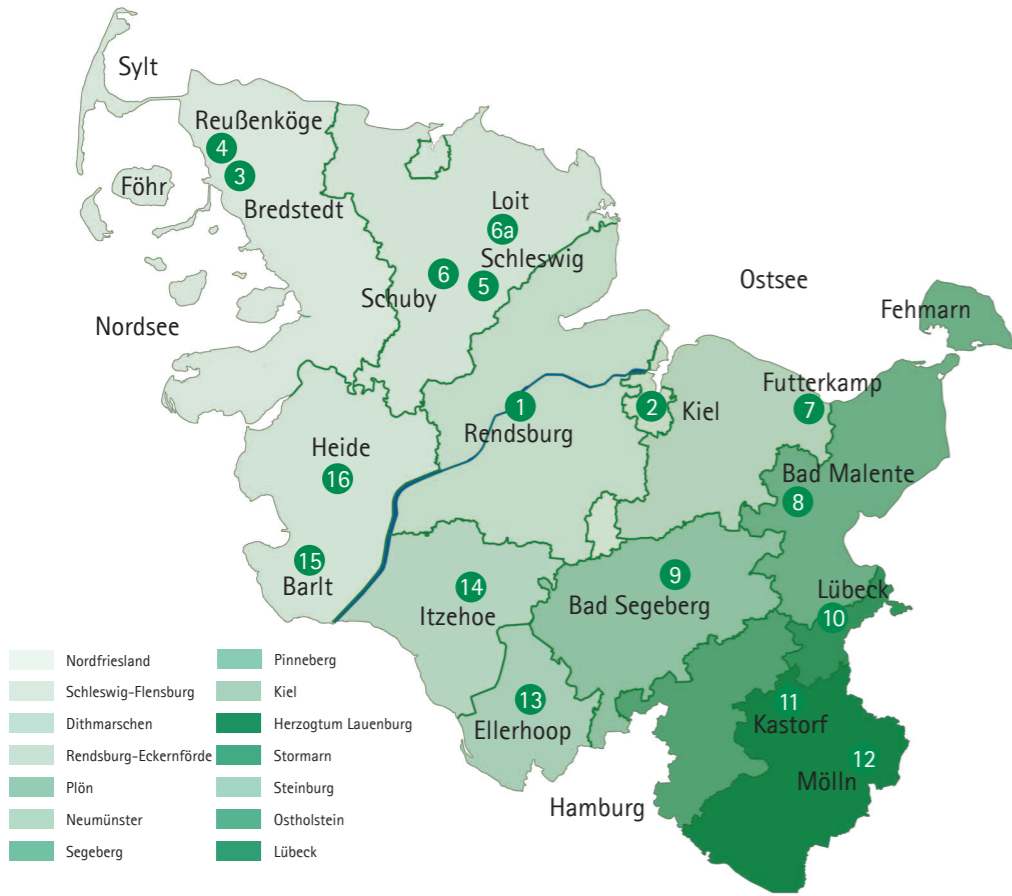 Sylt
Reußenköge
4
3
Föhr
Bredstedt
Loit
6a
Schleswig
6
5
Schuby
Ostsee
Fehmarn
Nordsee
Futterkamp
7
1
2
Kiel
Rendsburg
Heide
16
Bad Malente
8
15
Barlt
14
Itzehoe
9
Bad Segeberg
Lübeck
10
13
Ellerhoop
11
Kastorf
12
Mölln
Hamburg
Nordfriesland
Schleswig-Flensburg
Dithmarschen
Rendsburg-Eckernförde
Plön
Neumünster
Segeberg
Pinneberg
Kiel
Herzogtum Lauenburg
Stormarn
Steinburg
Ostholstein
Lübeck